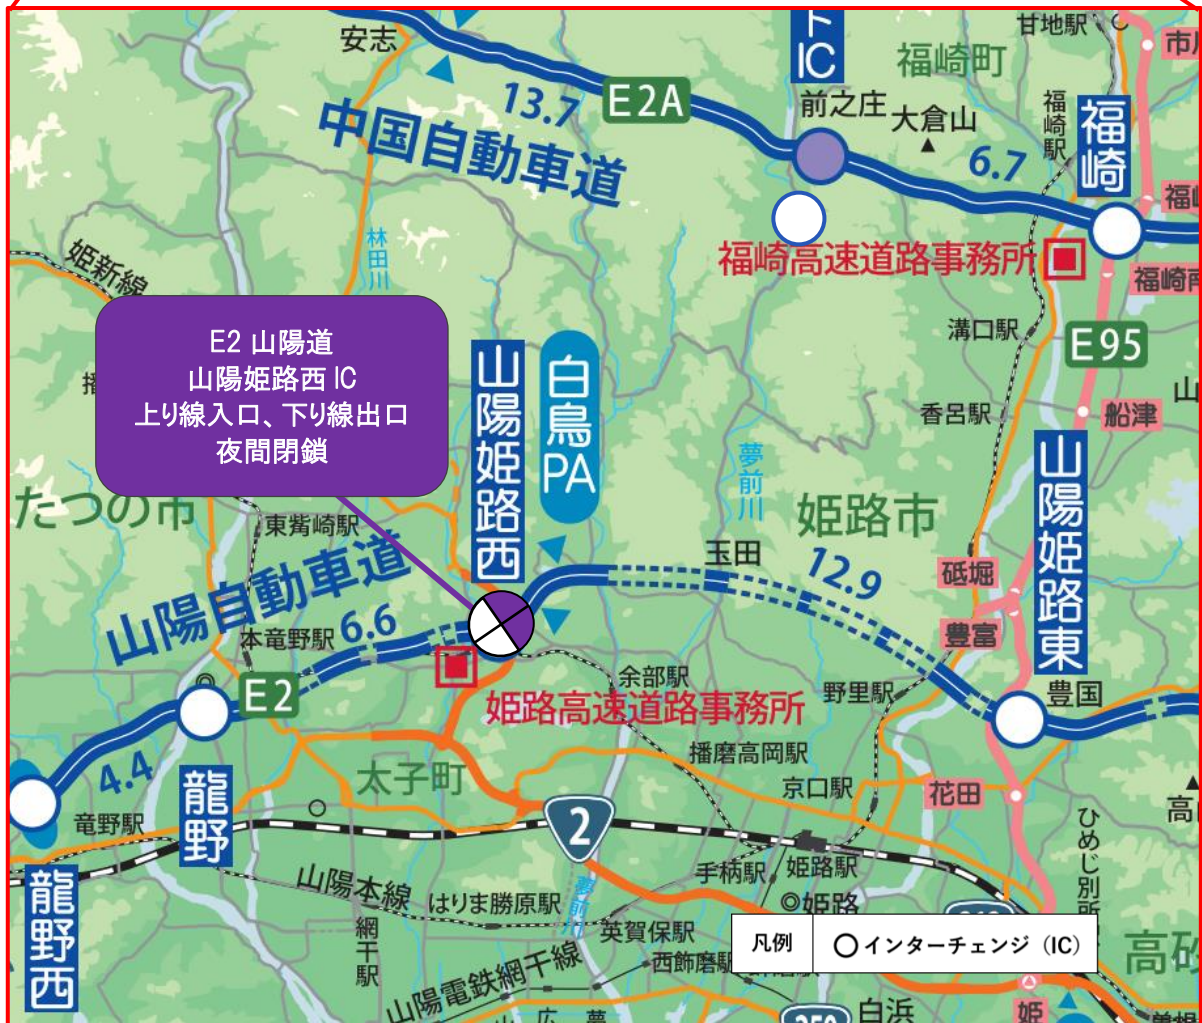 安志
13.7
E2A
中国自動車道
IC
前之庄
大倉山
福崎町
甘地駅
福崎駅
福崎
6.7
福崎高速道路事務所
姫新線
林田川
溝口駅
E95
香呂駅
船津
E2 山陽道
山陽姫路西 IC
上り線入口、下り線出口
夜間閉鎖
山陽姫路西
白鳥PA
夢前川
姫路市
山陽姫路東
たつの市
東觜崎駅
山陽自動車道
玉田
12.9
砥堀
豊富
本竜野駅
6.6
余部駅
野里駅
豊国
E2
姫路高速道路事務所
播磨高岡駅
4.4
龍野
太子町
京口駅
花田
竜野駅
2
ひめじ別所
龍野西
山陽本線
はりま勝原駅
夢前川
手柄駅
姫路駅
姫路
網干駅
英賀保駅
西飾磨駅
凡例
インターチェンジ（IC）
高砂
山陽電鉄網干線
250
白浜